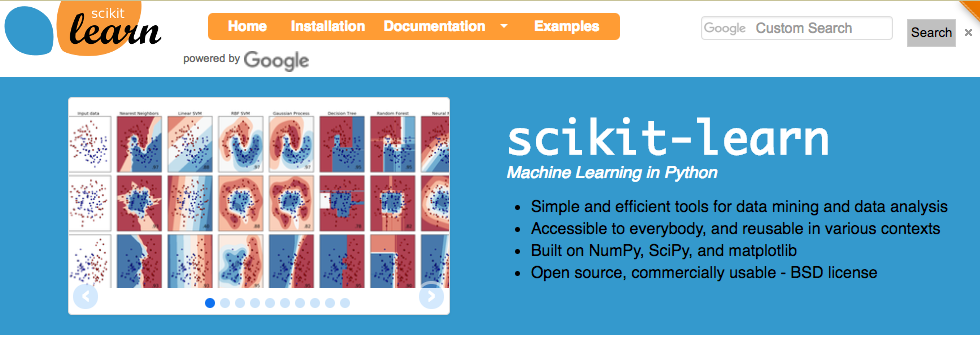 scikit
learn
Home Installation Documentation Examples
Google Custom Search
Search ×
powered by Google
Input data Nearest Neighbors Linear SVM RBF SVM Gaussian Process Decision Tree Random Forest Neural
scikit-learn
Machine Learning in Python
• Simple and efficient tools for data mining and data analysis
• Accessible to everybody, and reusable in various contexts
• Built on NumPy, SciPy, and matplotlib
• Open source, commercially usable - BSD license